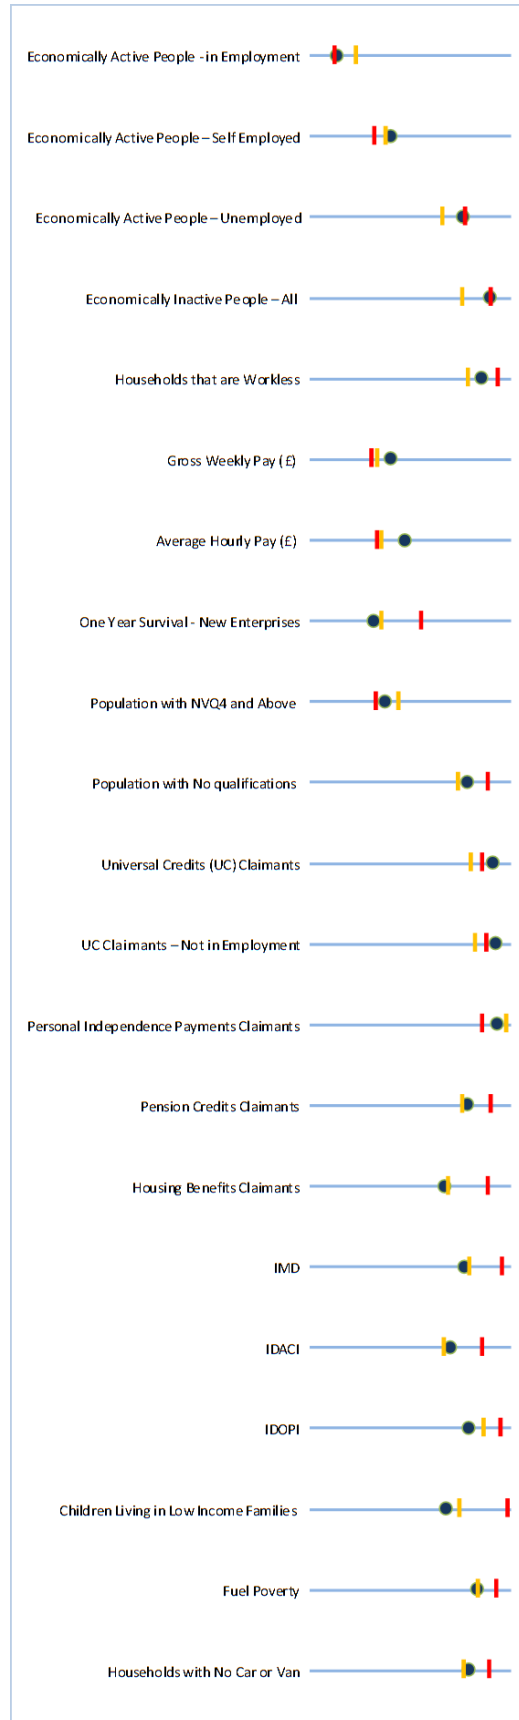 Economically Active People - in Employment
Economically Active People – Self Employed
Economically Active People – Unemployed
Economically Inactive People – All
Households that are Workless
Gross Weekly Pay (£)
Average Hourly Pay (£)
One Year Survival - New Enterprises
Population with NVQ4 and Above
Population with No qualifications
Universal Credits (UC) Claimants
UC Claimants – Not in Employment
Personal Independence Payments Claimants
Pension Credits Claimants
Housing Benefits Claimants
IMD
IDACI
IDOPI
Children Living in Low Income Families
Fuel Poverty
Households with No Car or Van